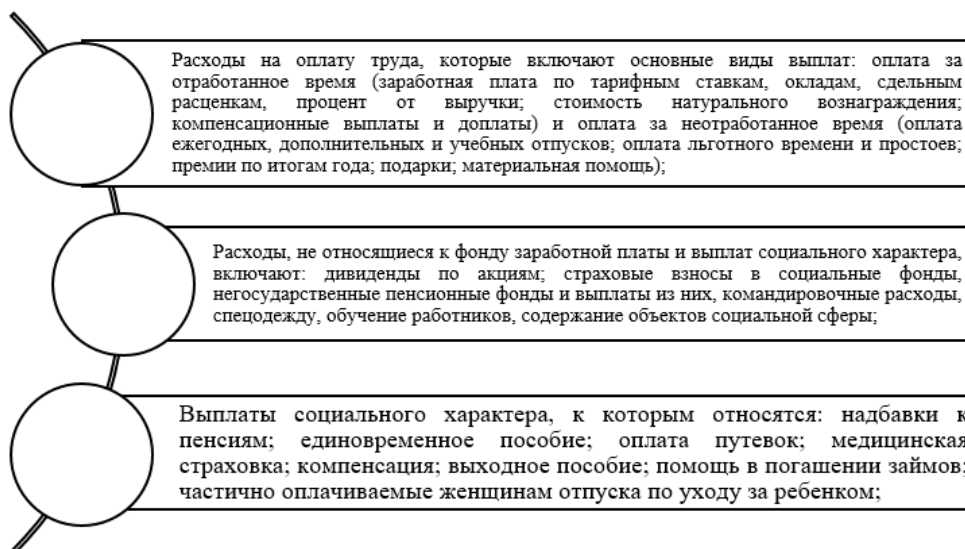 Расходы на оплату труда, которые включают основные виды выплат: оплата за
отработанное время (заработная плата по тарифным ставкам, окладам, сдельным
расценкам, процент от выручки; стоимость натурального вознаграждения;
компенсационные выплаты и доплаты) и оплата за неотработанное время (оплата
ежегодных, дополнительных и учебных отпусков; оплата льготного времени и простоев;
премии по итогам года; подарки; материальная помощь);
Расходы, не относящиеся к фонду заработной платы и выплат социального характера,
включают: дивиденды по акциям; страховые взносы в социальные фонды,
негосударственные пенсионные фонды и выплаты из них, командировочные расходы,
спецодежду, обучение работников, содержание объектов социальной сферы;
Выплаты социального характера, к которым относятся: надбавки к
пенсиям; единовременное пособие; оплата путевок; медицинская
страховка; компенсация; выходное пособие; помощь в погашении займов;
частично оплачиваемые женщинам отпуска по уходу за ребенком;